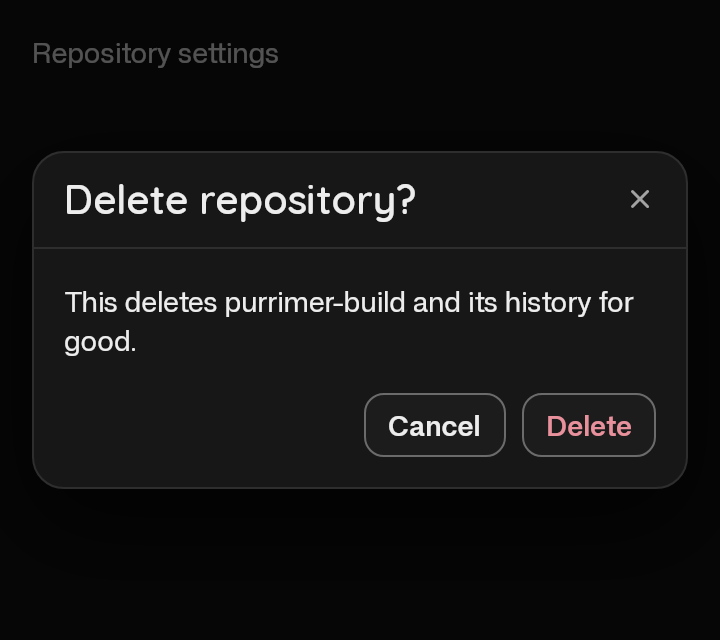 Repository settings
Delete repository?
This deletes purrimer-build and its history for
good.
Cancel
Delete